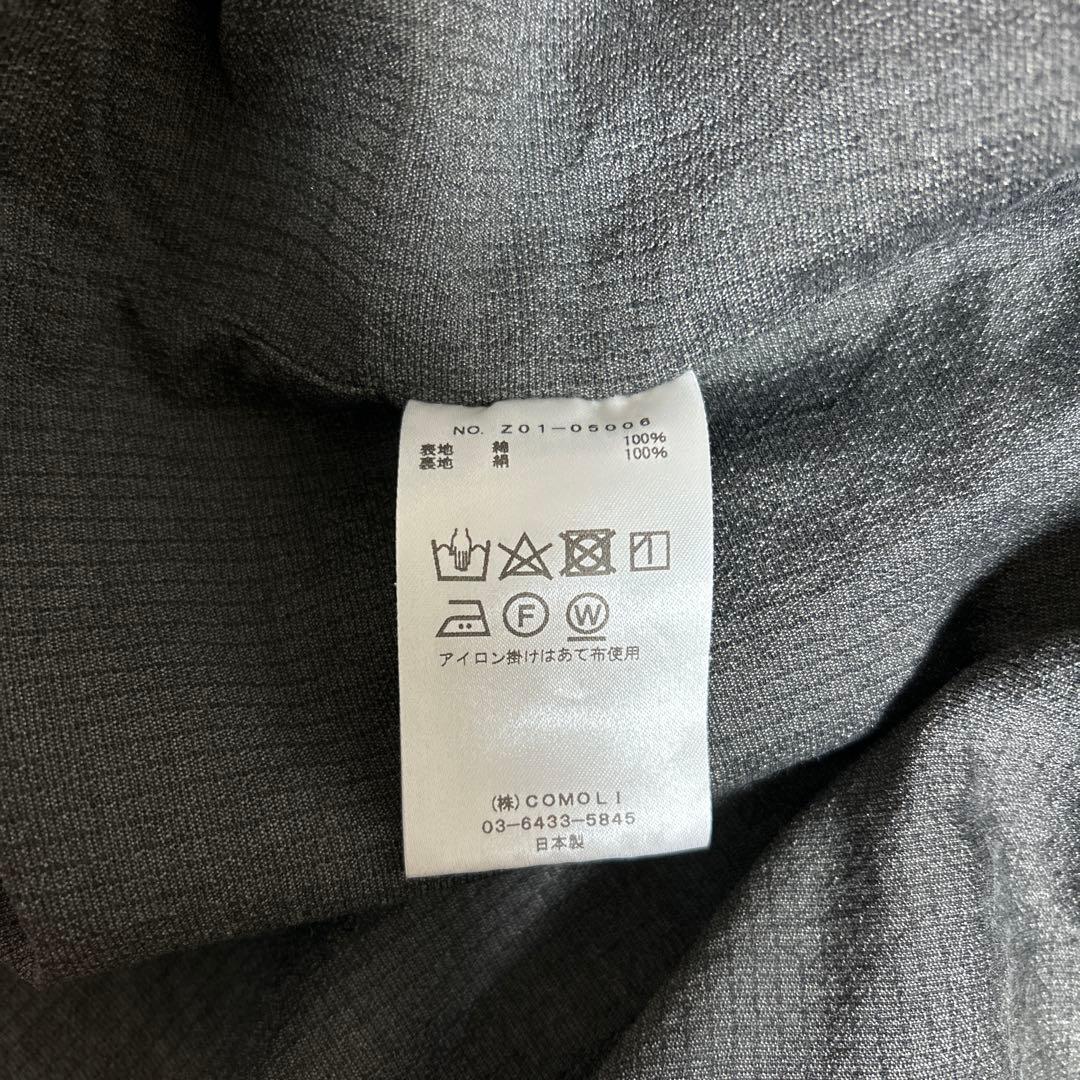 NO. Z01-05006
表地 綿 100%
裏地 絹 100%
F W
アイロン掛けはあて布使用
(株)COMOLI
03-6433-5845
日本製